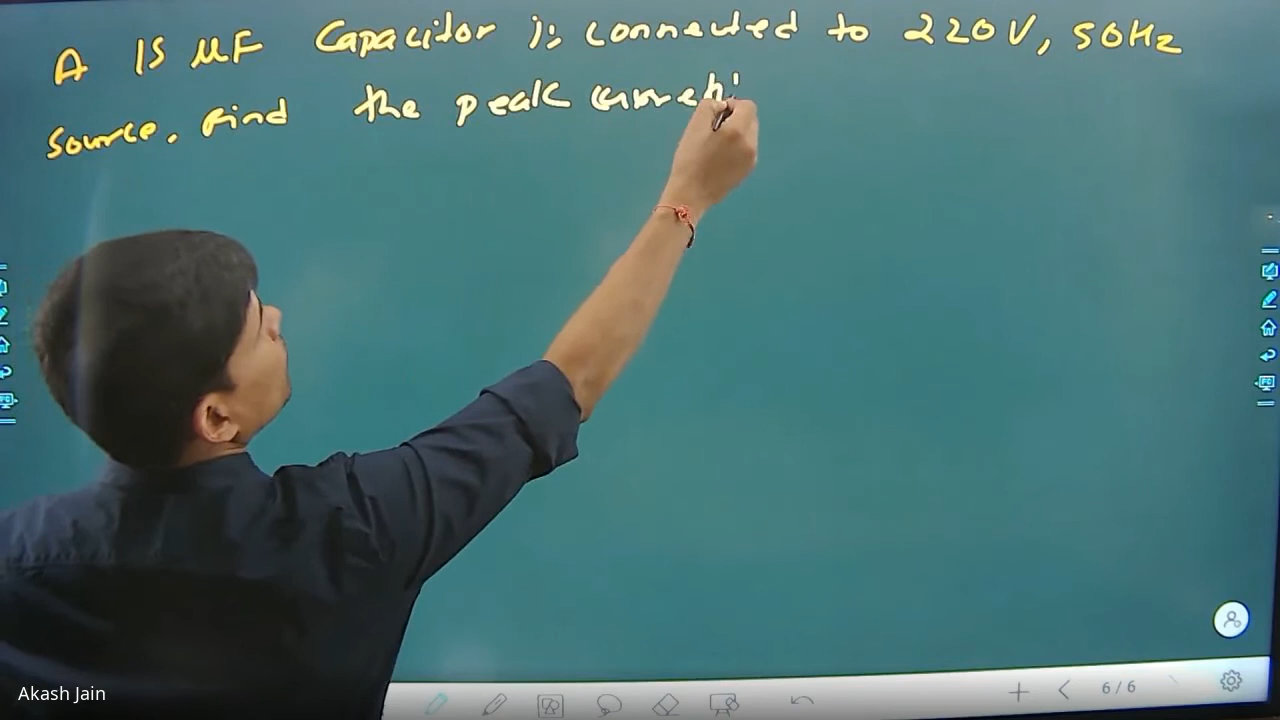 A 15 μF Capacitor is connected to 220V, 50Hz
source. find the peak current
6/6
Akash Jain